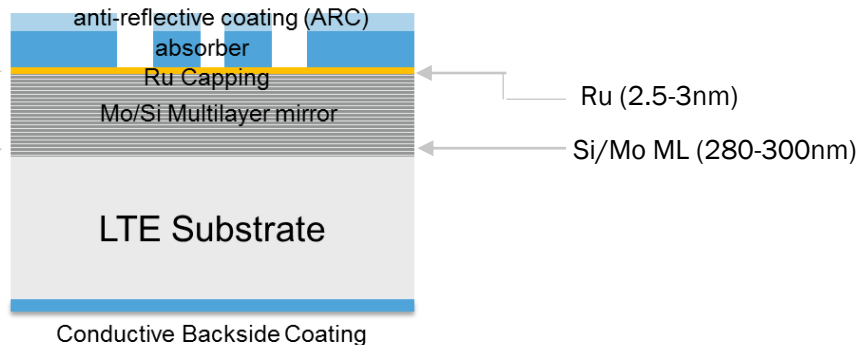 anti-reflective coating (ARC)
absorber
Ru Capping
Ru (2.5-3nm)
Mo/Si Multilayer mirror
Si/Mo ML (280-300nm)
LTE Substrate
Conductive Backside Coating